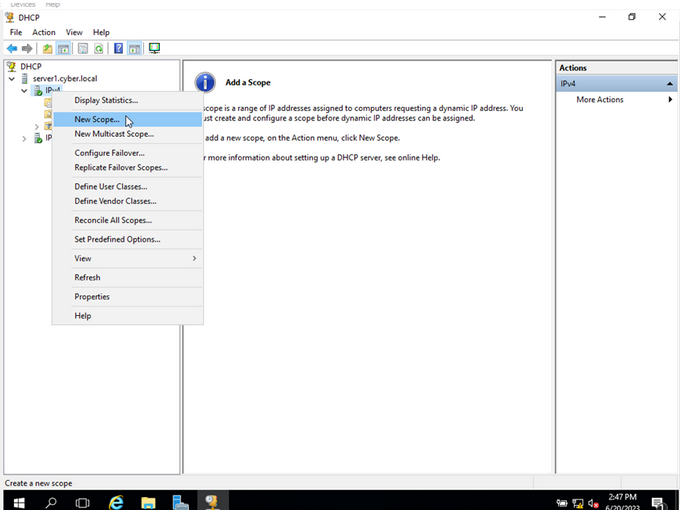 Devices Help
DHCP
File Action View Help
DHCP
server1.cyber.local
IPv4
Display Statistics...
New Scope...
New Multicast Scope...
Configure Failover...
Replicate Failover Scopes...
Define User Classes...
Define Vendor Classes...
Reconcile All Scopes...
Set Predefined Options...
View
Refresh
Properties
Help
Add a Scope
scope is a range of IP addresses assigned to computers requesting a dynamic IP address. You
ust create and configure a scope before dynamic IP addresses can be assigned.
add a new scope, on the Action menu, click New Scope.
r more information about setting up a DHCP server, see online Help.
Actions
IPv4
More Actions
Create a new scope
2:47 PM
6/20/2023